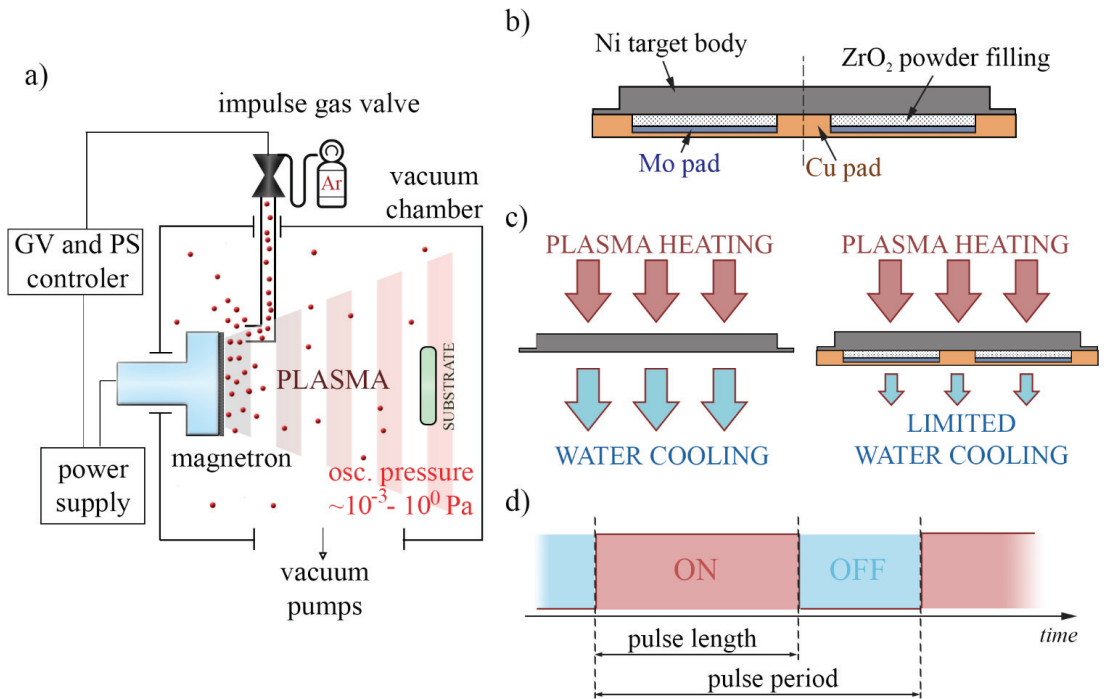 a)
impulse gas valve
Ar
vacuum
chamber
GV and PS
controler
PLASMA
SUBSTRATE
magnetron
power
supply
osc. pressure
~10⁻³- 10⁰ Pa
vacuum
pumps
b)
Ni target body
ZrO₂ powder filling
Mo pad
Cu pad
c)
PLASMA HEATING
PLASMA HEATING
WATER COOLING
LIMITED
WATER COOLING
d)
ON
OFF
time
pulse length
pulse period